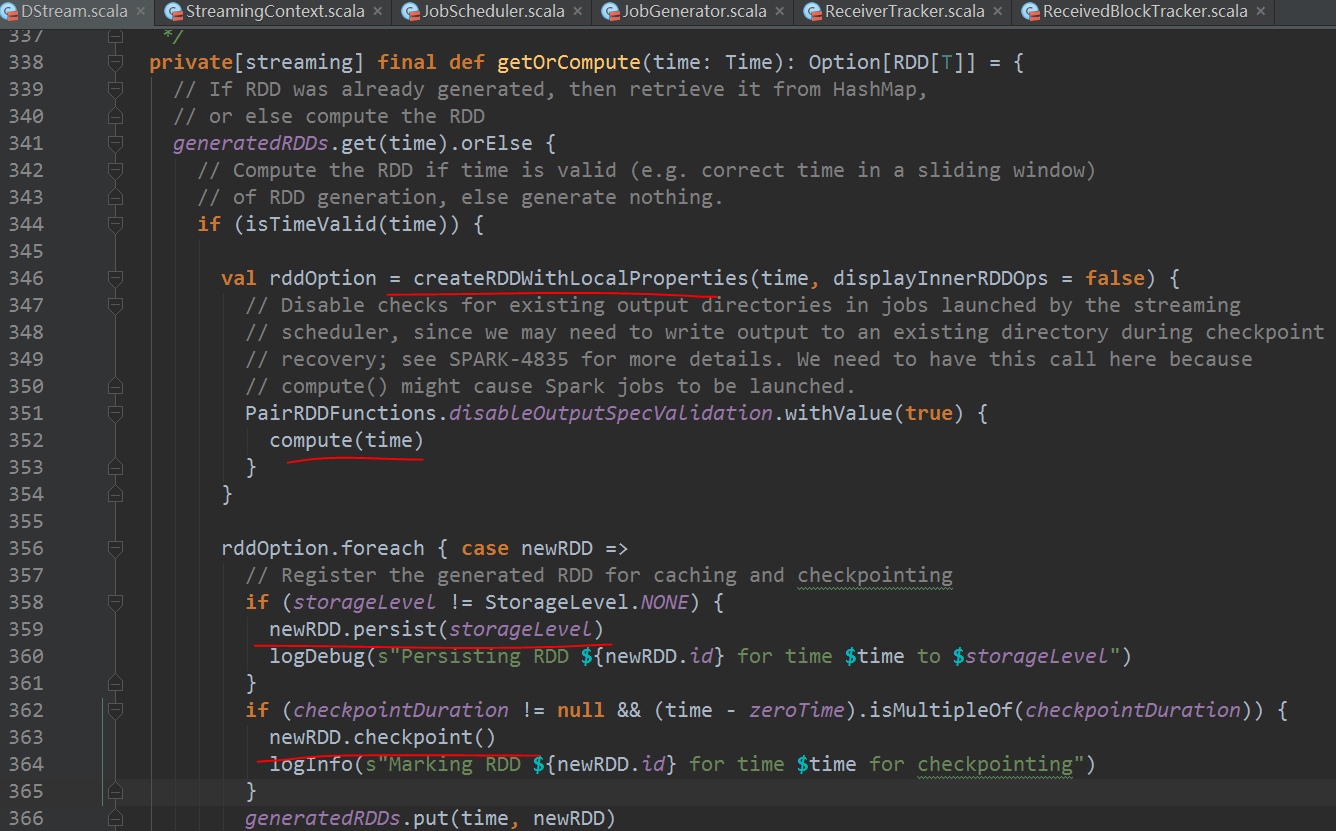 DStream.scala × StreamingContext.scala × JobScheduler.scala × JobGenerator.scala × ReceiverTracker.scala × ReceivedBlockTracker.scala ×
337 */
338 private[streaming] final def getOrCompute(time: Time): Option[RDD[T]] = {
339 // If RDD was already generated, then retrieve it from HashMap,
340 // or else compute the RDD
341 generatedRDDs.get(time).orElse {
342 // Compute the RDD if time is valid (e.g. correct time in a sliding window)
343 // of RDD generation, else generate nothing.
344 if (isTimeValid(time)) {
345
346 val rddOption = createRDDWithLocalProperties(time, displayInnerRDDOps = false) {
347 // Disable checks for existing output directories in jobs launched by the streaming
348 // scheduler, since we may need to write output to an existing directory during checkpoint
349 // recovery; see SPARK-4835 for more details. We need to have this call here because
350 // compute() might cause Spark jobs to be launched.
351 PairRDDFunctions.disableOutputSpecValidation.withValue(true) {
352 compute(time)
353 }
354 }
355
356 rddOption.foreach { case newRDD =>
357 // Register the generated RDD for caching and checkpointing
358 if (storageLevel != StorageLevel.NONE) {
359 newRDD.persist(storageLevel)
360 logDebug(s"Persisting RDD ${newRDD.id} for time $time to $storageLevel")
361 }
362 if (checkpointDuration != null && (time - zeroTime).isMultipleOf(checkpointDuration)) {
363 newRDD.checkpoint()
364 logInfo(s"Marking RDD ${newRDD.id} for time $time for checkpointing")
365 }
366 generatedRDDs.put(time, newRDD)